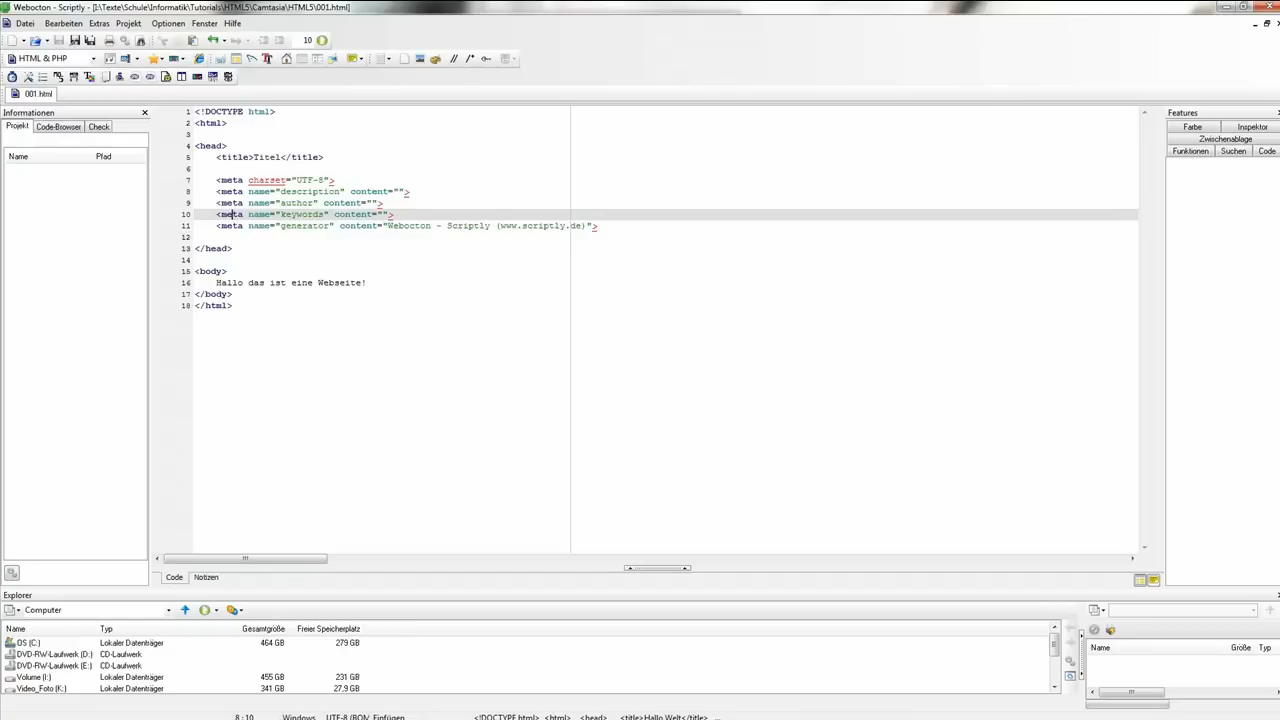 Webocton - Scriptly - [I:\Texte\Schule\Informatik\Tutorials\HTML5\Camtasia\HTML5\001.html]
Datei Bearbeiten Extras Projekt Optionen Fenster Hilfe
10
HTML & PHP
001.html
Informationen
Projekt Code-Browser Check
Name Pfad
1 <!DOCTYPE html>
2 <html>
3
4 <head>
5 <title>Titel</title>
6
7 <meta charset="UTF-8">
8 <meta name="description" content="">
9 <meta name="author" content="">
10 <meta name="keywords" content="">
11 <meta name="generator" content="Webocton - Scriptly (www.scriptly.de)">
12
13 </head>
14
15 <body>
16 Hallo das ist eine Webseite!
17 </body>
18 </html>
Features
Farbe Inspektor
Zwischenablage
Funktionen Suchen Code
Code Notizen
Explorer
Computer
Name Typ Gesamtgröße Freier Speicherplatz
OS (C:) Lokaler Datenträger 464 GB 279 GB
DVD-RW-Laufwerk (D:) CD-Laufwerk
DVD-RW-Laufwerk (E:) CD-Laufwerk
Volume (I:) Lokaler Datenträger 455 GB 231 GB
Video_Foto (K:) Lokaler Datenträger 341 GB 27,9 GB
Name Größe Typ
8 : 10 Windows UTF-8 (BOM) Einfügen <!DOCTYPE html> <html> <head> <title>Hallo Welt</title> ...